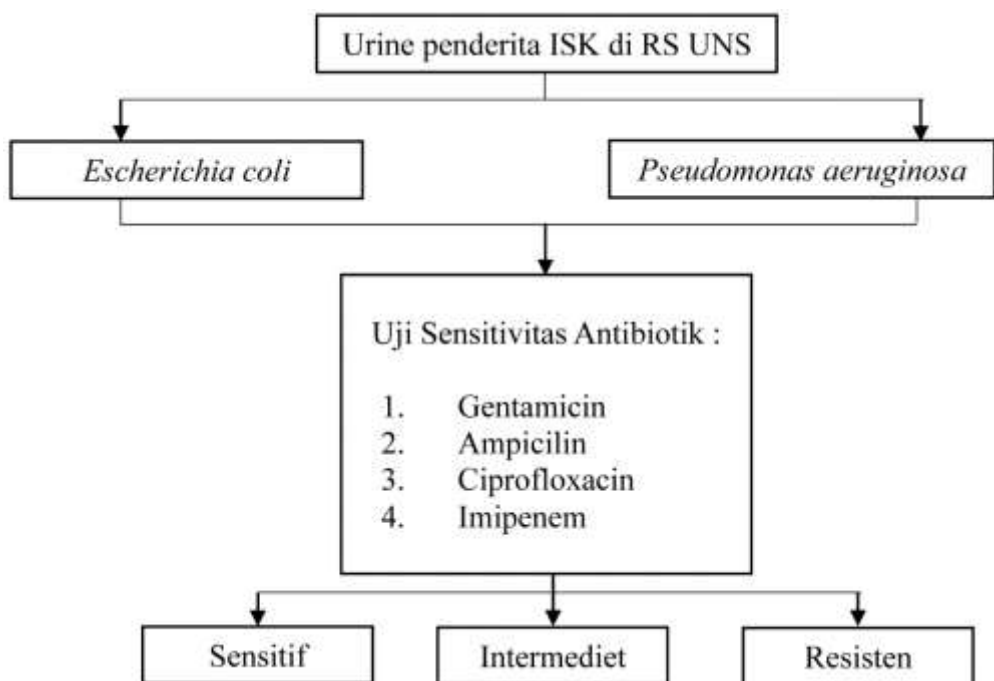 Urine penderita ISK di RS UNS
Escherichia coli
Pseudomonas aeruginosa
Uji Sensitivitas Antibiotik :
1. Gentamicin
2. Ampicilin
3. Ciprofloxacin
4. Imipenem
Sensitif
Intermediet
Resisten